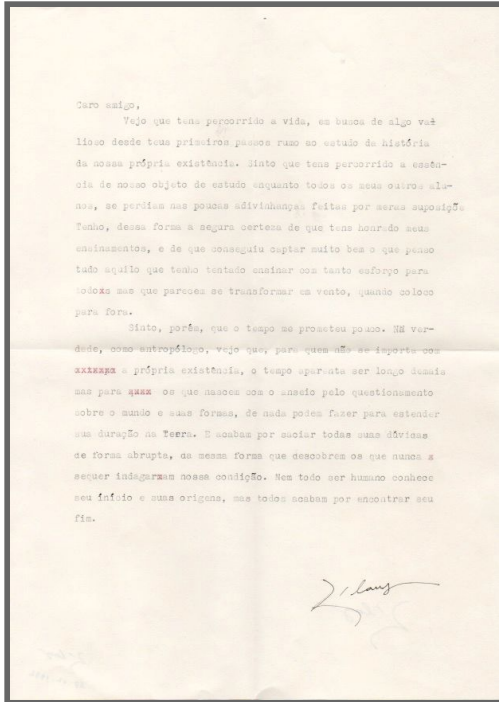 Caro amigo,
Vejo que tens percorrido a vida, em busca de algo val
lioso desde teus primeiros passos rumo ao estudo da história
da nossa própria existência. Sinto que tens percorrido a essên-
cia de nosso objeto de estudo enquanto todos os meus outros alu-
nos, se perdiam nas poucas adivinhanças feitas por meras suposição
Tenho, dessa forma a segura certeza de que tens honrado meus
ensinamentos, e de que conseguiu captar muito bem o que penso
tudo aquilo que tenho tentado ensinar com tanto esforço para
todoxs mas que parecem se transformar em vento, quando coloco
para fora.
Sinto, porém, que o tempo me prometeu pouco. Na ver-
dade, como antropólogo, vejo que, para quem não se importa com
a própria existência, o tempo aparenta ser longo demais
mas para os que nascem com o anseio pelo questionamento
sobre o mundo e suas formas, de nada podem fazer para estender
sua duração na Terra. E acabam por saciar todas suas dúvicas
de forma abrupta, da mesma forma que descobrem os que nunca x
sequer indagarxam nossa condição. Nem todo ser humano conhece
seu início e suas origens, mas todos acabam por encontrar seu
fim.